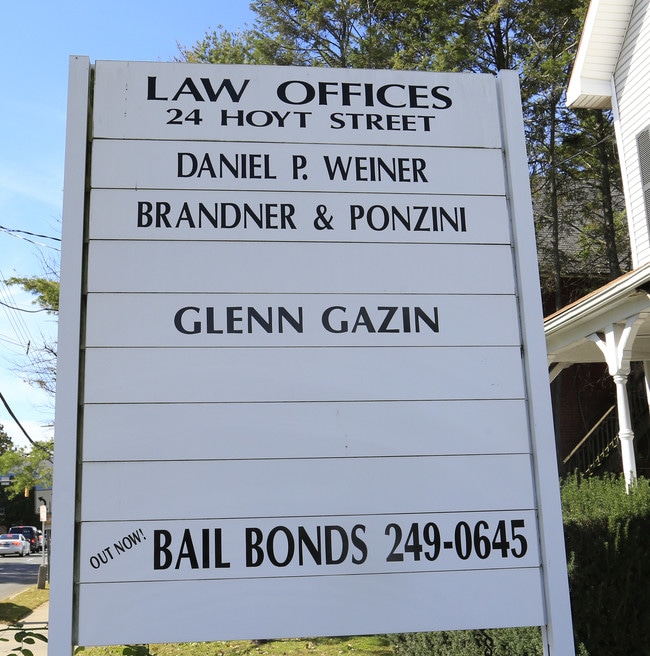 LAW OFFICES
24 HOYT STREET
DANIEL P. WEINER
BRANDNER & PONZINI
GLENN GAZIN
OUT NOW! BAIL BONDS 249-0645